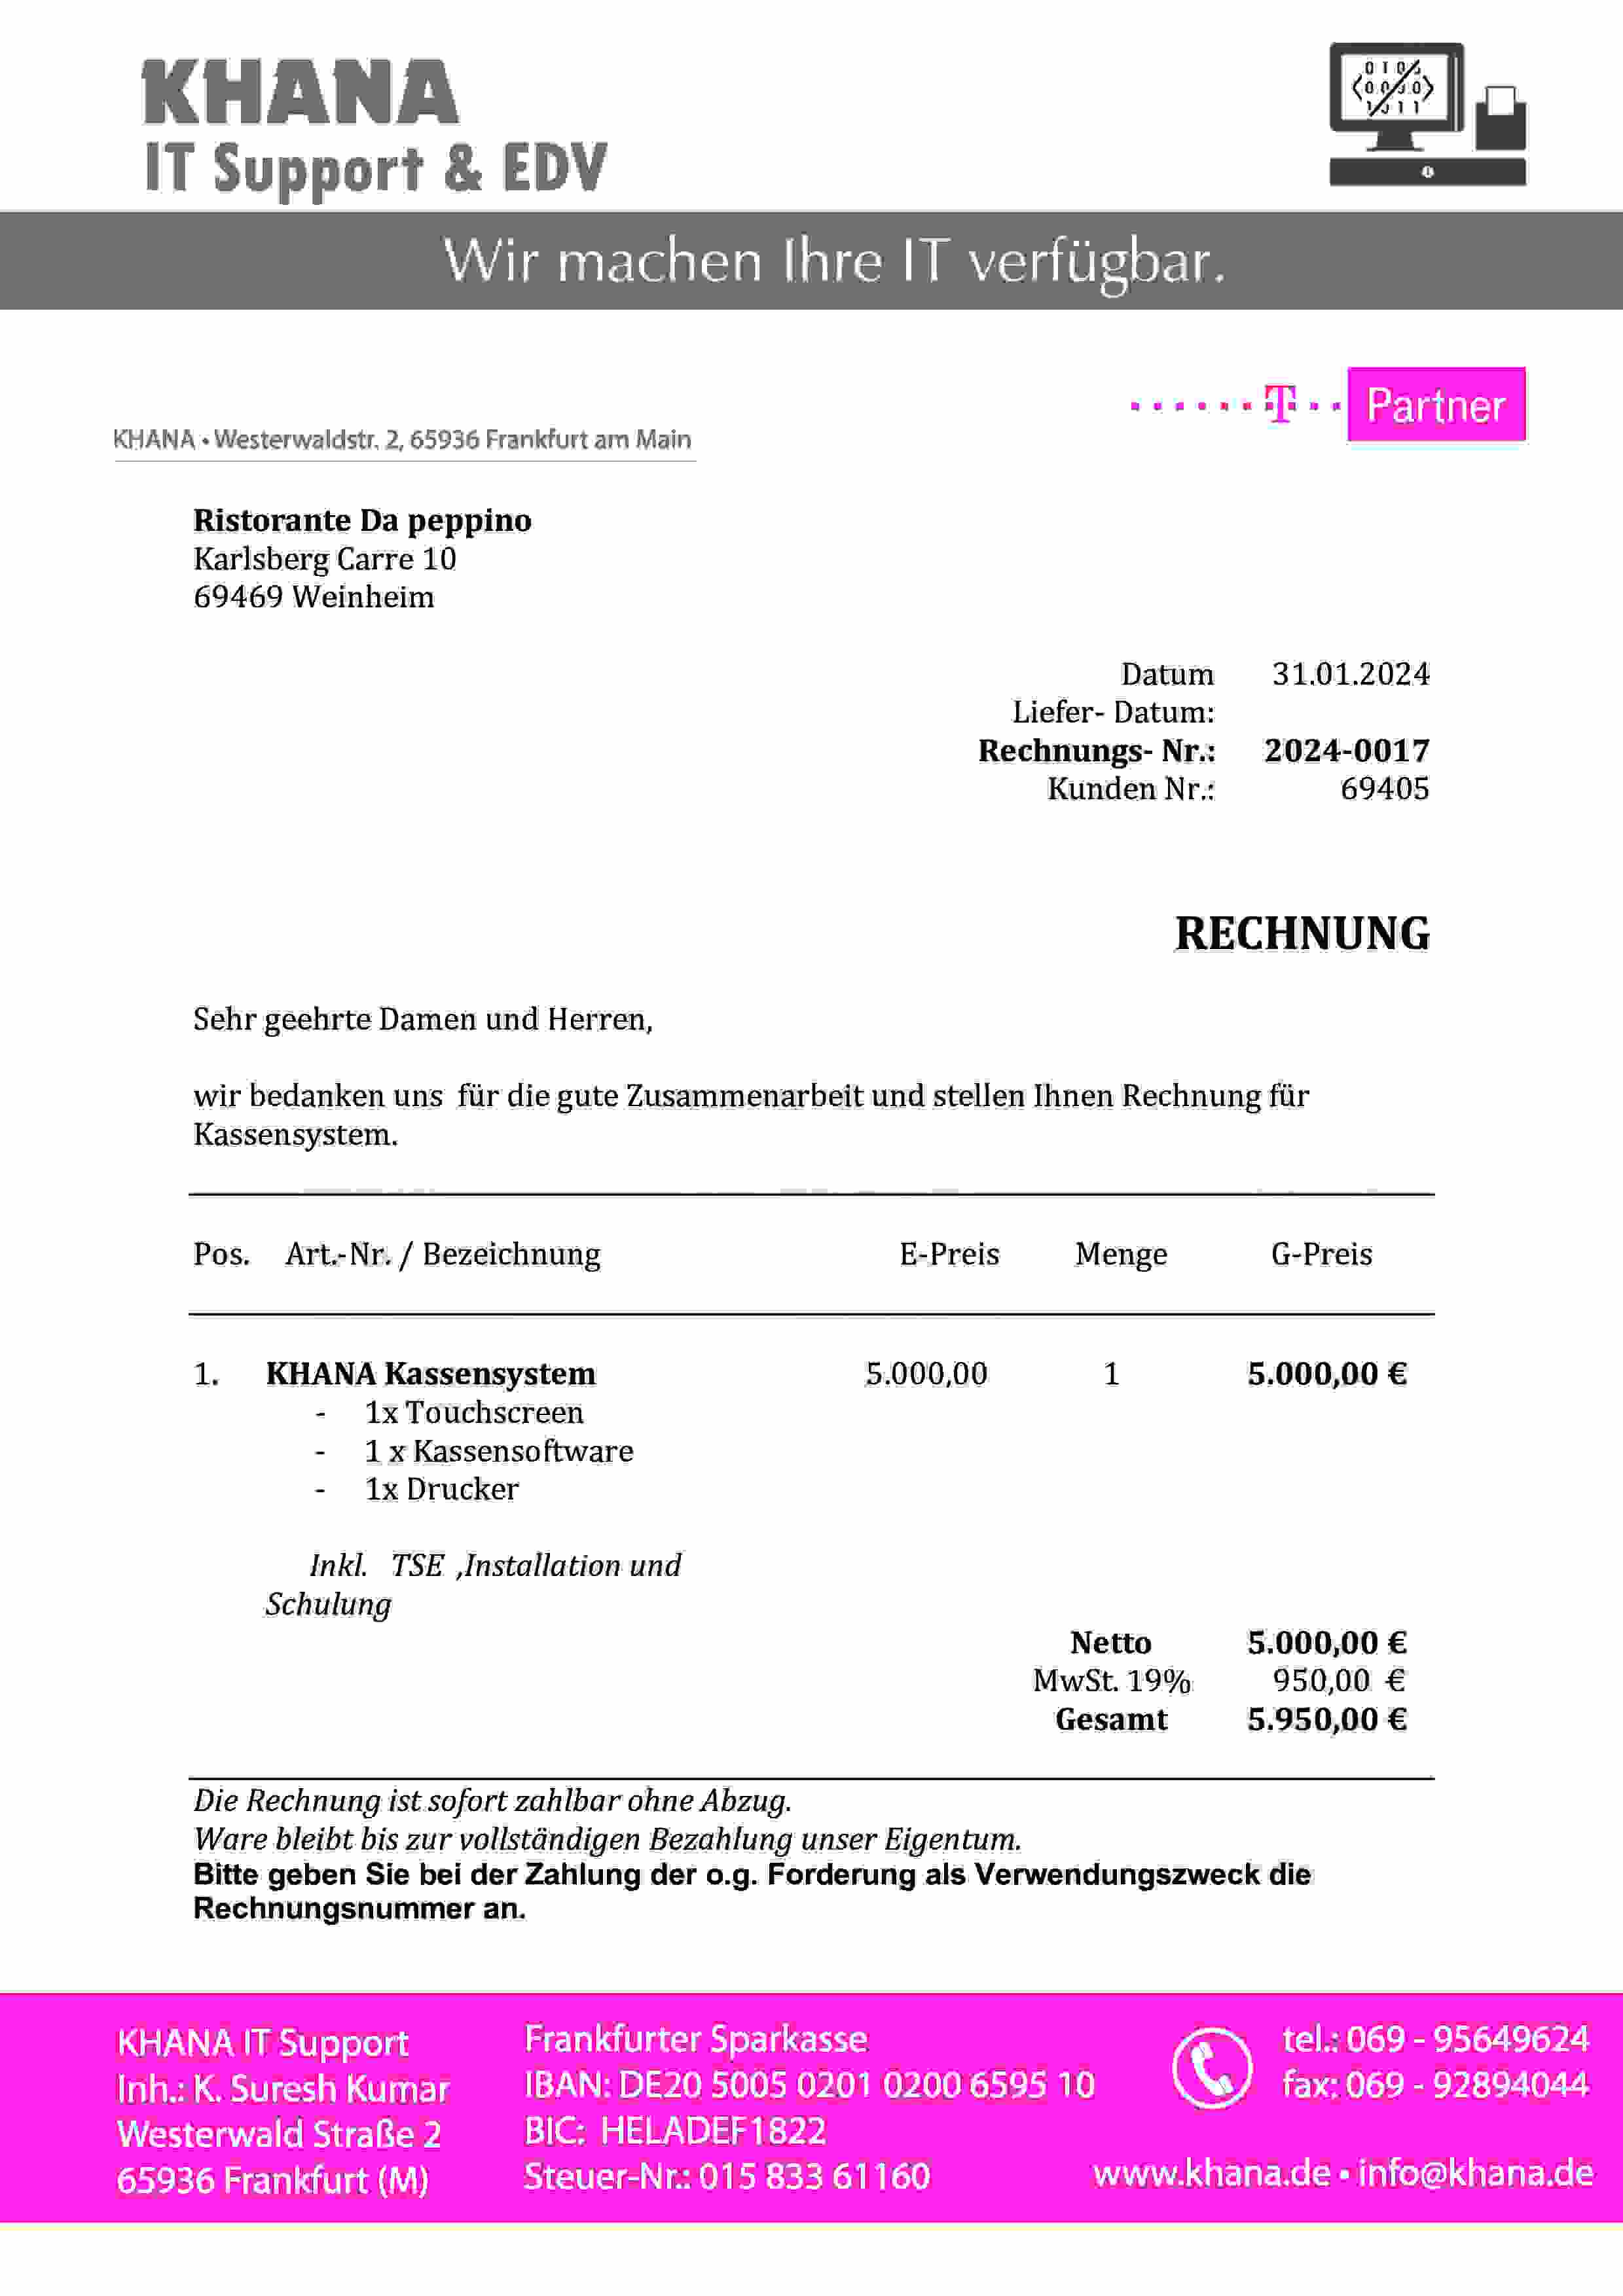 KHANA
IT Support & EDV
Wir machen Ihre IT verfügbar.
T Partner
KHANA • Westerwaldstr. 2, 65936 Frankfurt am Main
Ristorante Da peppino
Karlsberg Carre 10
69469 Weinheim
Datum 31.01.2024
Liefer- Datum:
Rechnungs- Nr.: 2024-0017
Kunden Nr.: 69405
RECHNUNG
Sehr geehrte Damen und Herren,
wir bedanken uns für die gute Zusammenarbeit und stellen Ihnen Rechnung für
Kassensystem.
Pos. Art.-Nr. / Bezeichnung E-Preis Menge G-Preis
1. KHANA Kassensystem 5.000,00 1 5.000,00 €
- 1x Touchscreen
- 1 x Kassensoftware
- 1x Drucker
Inkl. TSE ,Installation und
Schulung
Netto 5.000,00 €
MwSt. 19% 950,00 €
Gesamt 5.950,00 €
Die Rechnung ist sofort zahlbar ohne Abzug.
Ware bleibt bis zur vollständigen Bezahlung unser Eigentum.
Bitte geben Sie bei der Zahlung der o.g. Forderung als Verwendungszweck die
Rechnungsnummer an.
KHANA IT Support
Inh.: K. Suresh Kumar
Westerwald Straße 2
65936 Frankfurt (M)
Frankfurter Sparkasse
IBAN: DE20 5005 0201 0200 6595 10
BIC: HELADEF1822
Steuer-Nr.: 015 833 61160
tel.: 069 - 95649624
fax: 069 - 92894044
www.khana.de • info@khana.de